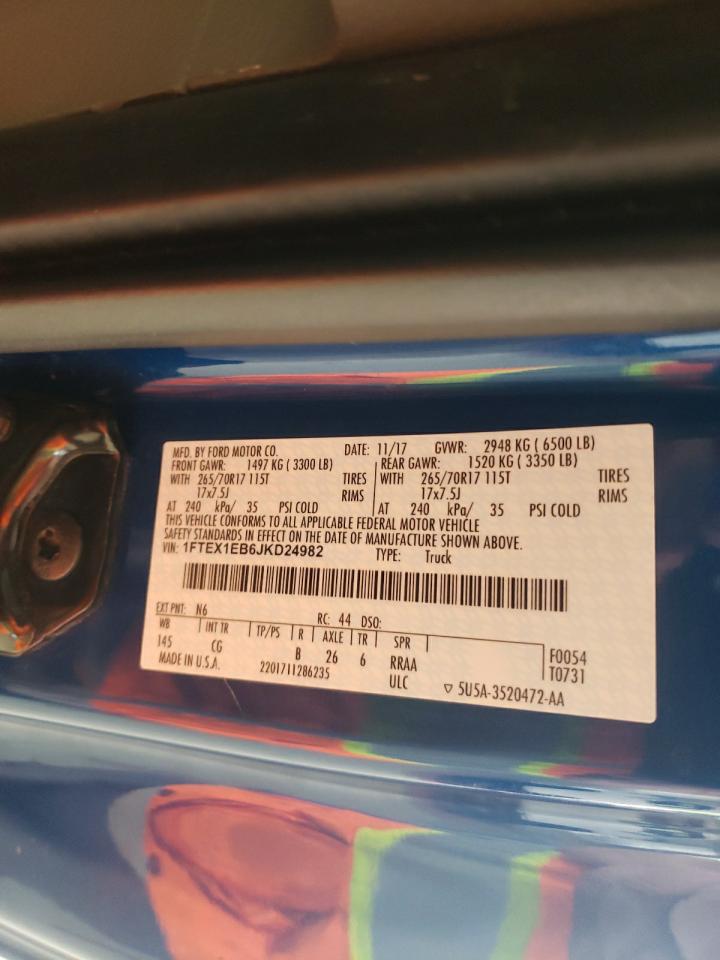 MFD. BY FORD MOTOR CO. DATE: 11/17 GVWR: 2948 KG ( 6500 LB)
FRONT GAWR: 1497 KG ( 3300 LB) REAR GAWR: 1520 KG ( 3350 LB)
WITH 265/70R17 115T TIRES WITH 265/70R17 115T TIRES
17x7.5J RIMS 17x7.5J RIMS
AT 240 kPa/ 35 PSI COLD AT 240 kPa/ 35 PSI COLD
THIS VEHICLE CONFORMS TO ALL APPLICABLE FEDERAL MOTOR VEHICLE
SAFETY STANDARDS IN EFFECT ON THE DATE OF MANUFACTURE SHOWN ABOVE.
VIN: 1FTEX1EB6JKD24982 TYPE: Truck
EXT PNT: N6 RC: 44 DSO:
WB INT TR TP/PS R AXLE TR SPR
145 CG B 26 6 RRAA F0054
MADE IN U.S.A. 2201711286235 ULC T0731
5U5A-3520472-AA